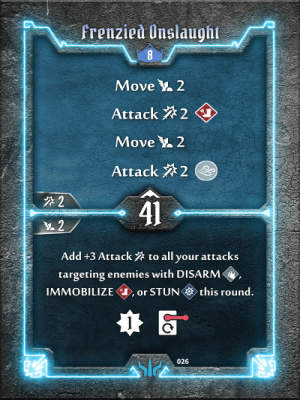 Frenzied Onslaught
8
Move 2
Attack 2
Move 2
Attack 2
2
41
2
Add +3 Attack to all your attacks
targeting enemies with DISARM ,
IMMOBILIZE , or STUN this round.
1
026